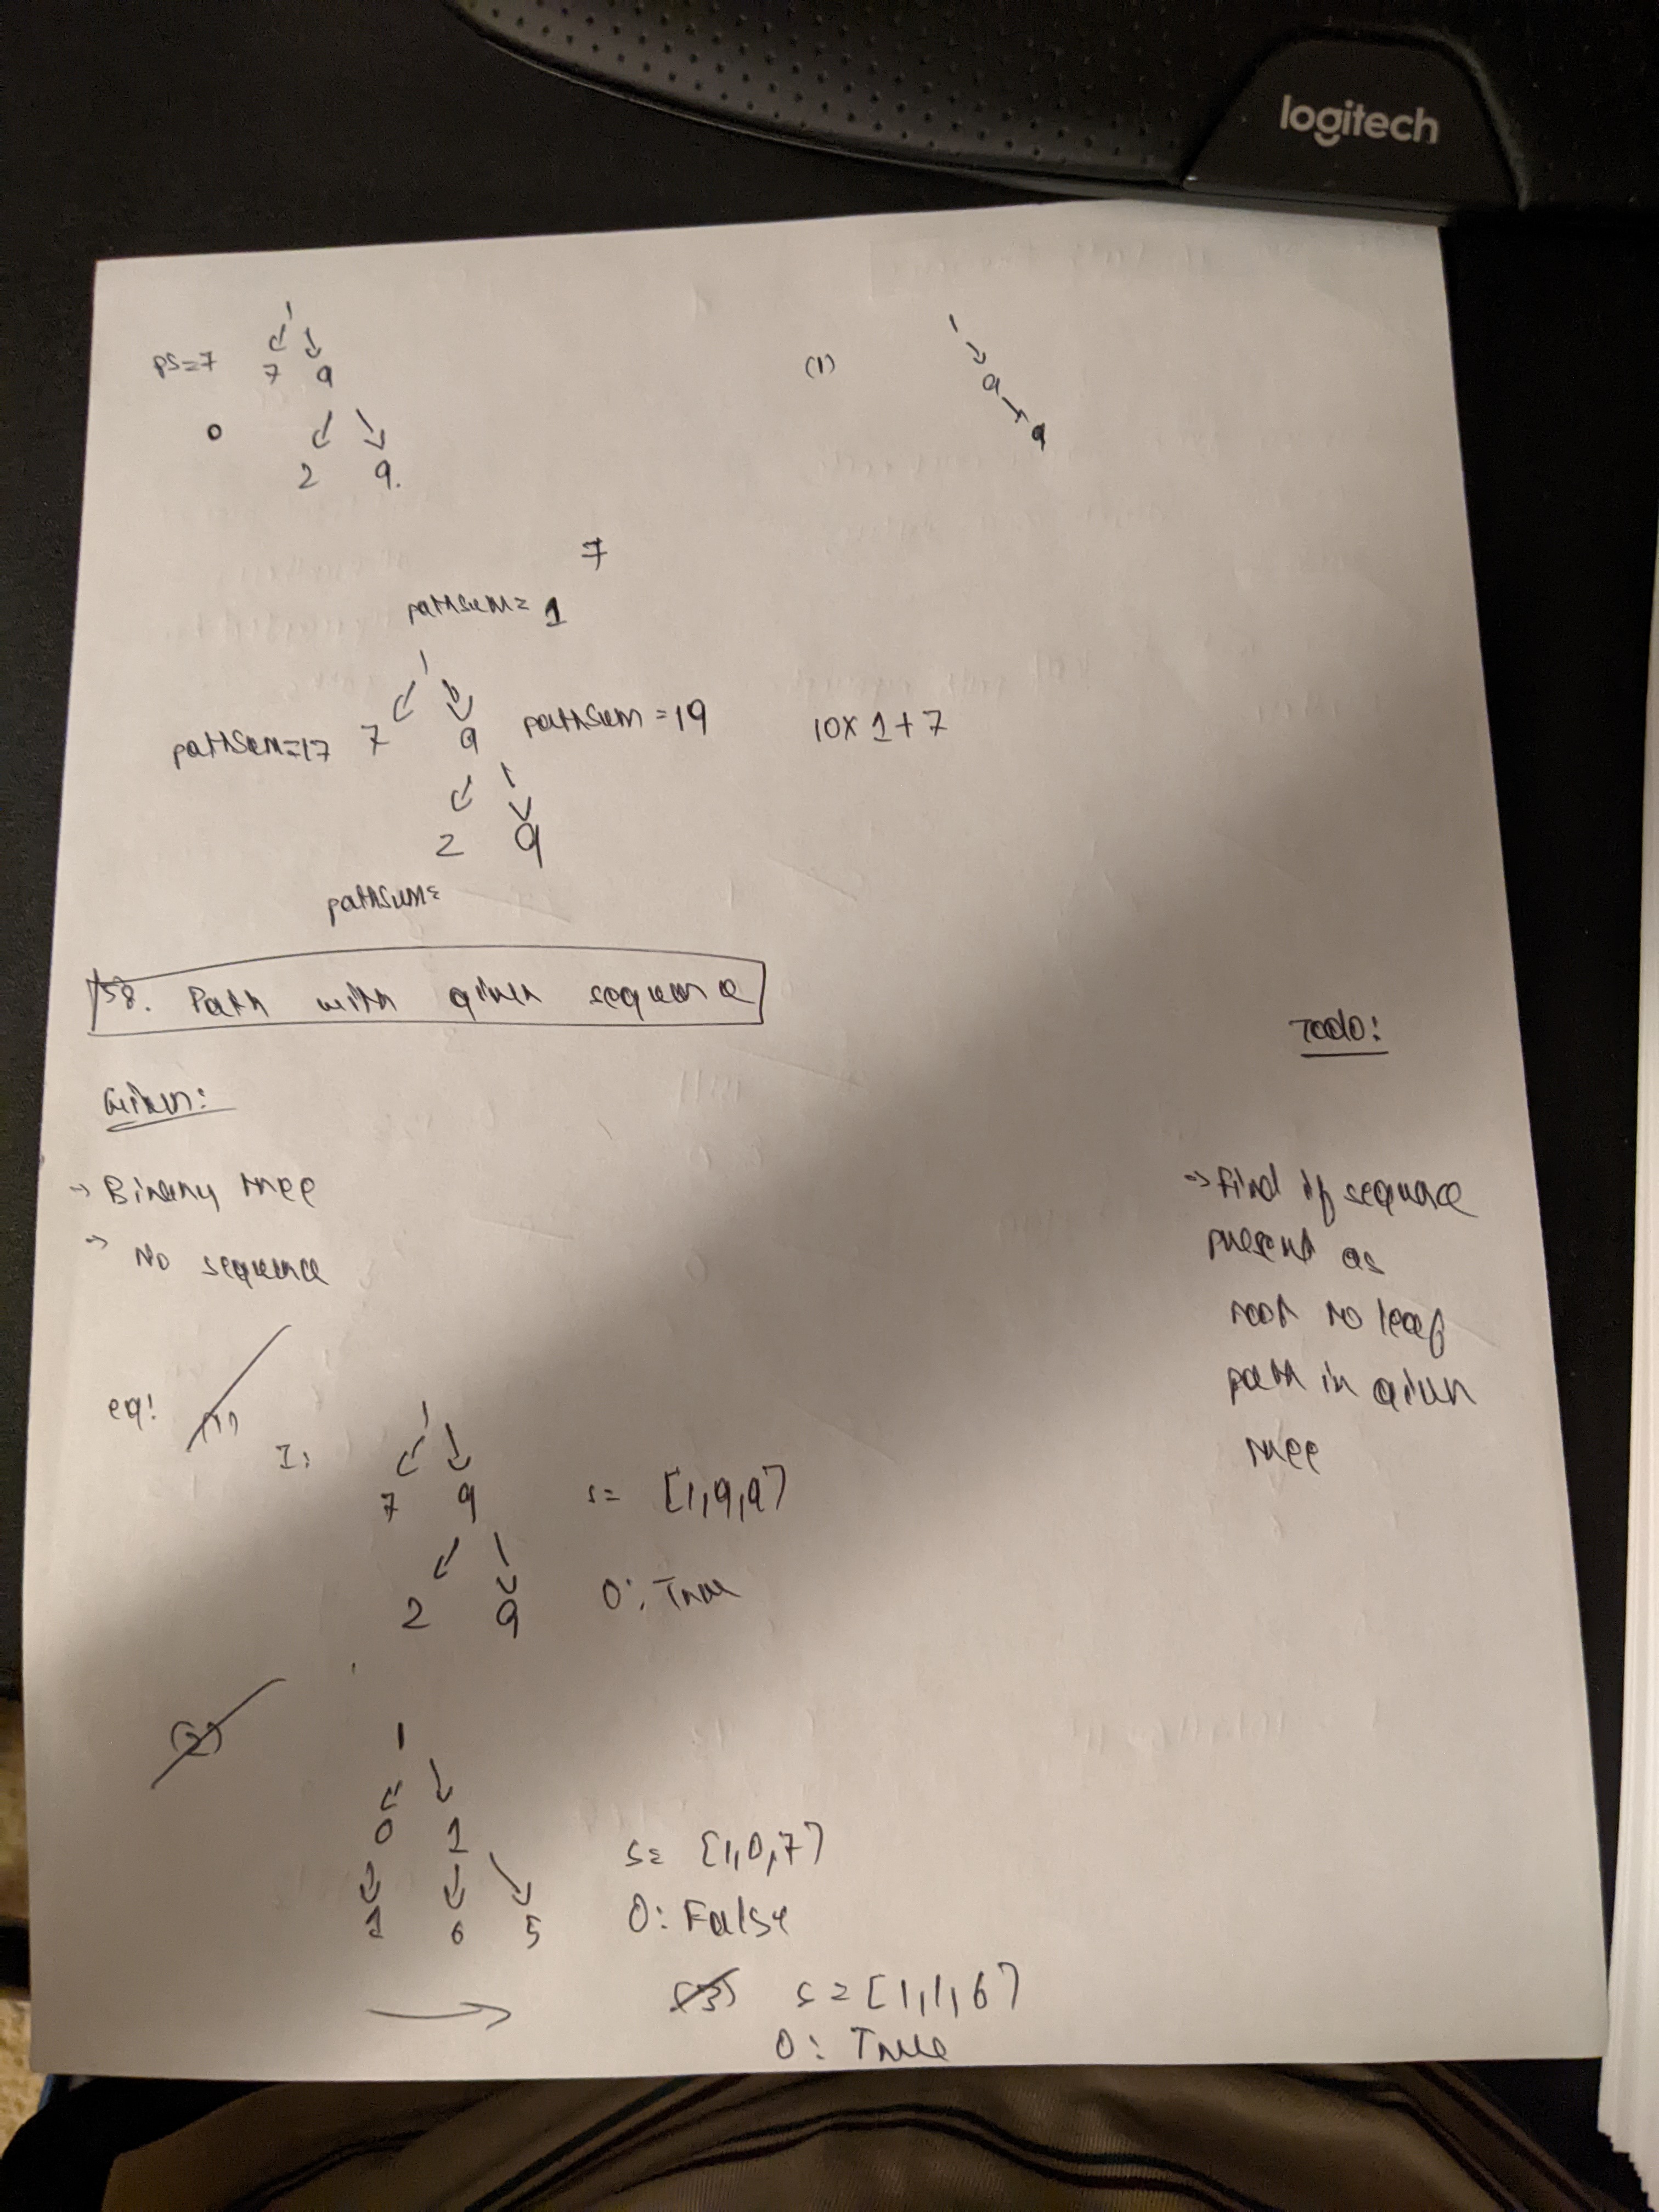 logitech
1
ps=7 7 9
0
2 9.
(1) 1
9
9
7
pathsum= 1
1
pathsum=17 7 9 pathsum=19 10x1+7
2 9
pathsum=
158. Path with given sequence
Todo:
Given:
→ Binary tree
→ No sequence
→ find if sequence
present as
root to leaf
path in given
tree
eg: (1)
I: 1
7 9 s= [1,9,9]
2 9 O: True
(2) 1
0 1 s= [1,0,7]
1 6 5 O: False
(3) s= [1,1,6]
O: True